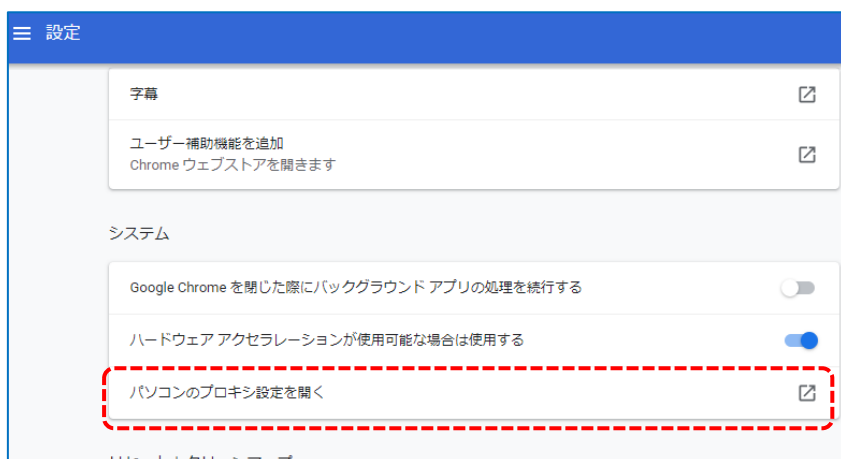 設定
字幕
ユーザー補助機能を追加
Chrome ウェブストアを開きます
システム
Google Chrome を閉じた際にバックグラウンド アプリの処理を続行する
ハードウェア アクセラレーションが使用可能な場合は使用する
パソコンのプロキシ設定を開く